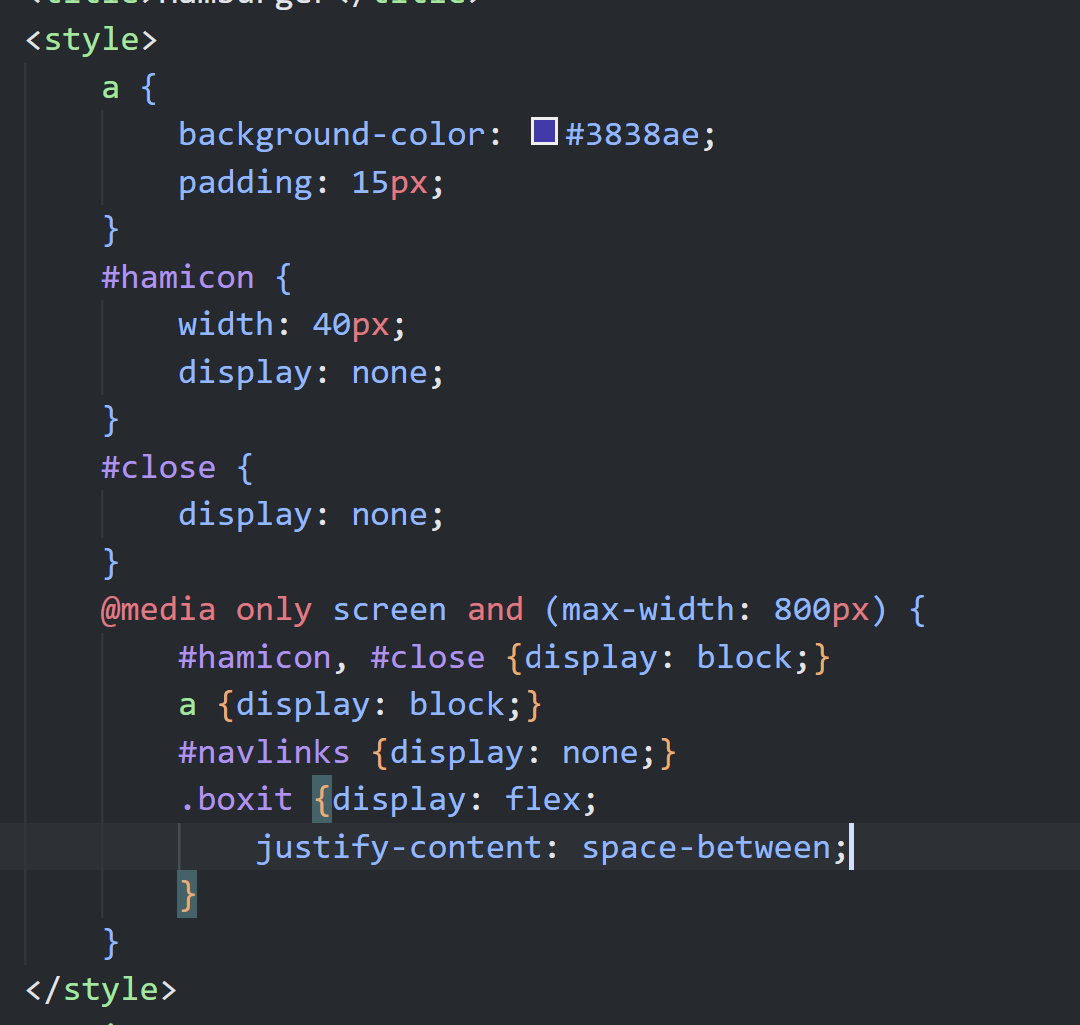 <style>
    a {
        background-color: #3838ae;
        padding: 15px;
    }
    #hamicon {
        width: 40px;
        display: none;
    }
    #close {
        display: none;
    }
    @media only screen and (max-width: 800px) {
        #hamicon, #close {display: block;}
        a {display: block;}
        #navlinks {display: none;}
        .boxit {display: flex;
            justify-content: space-between;
        }
    }
</style>